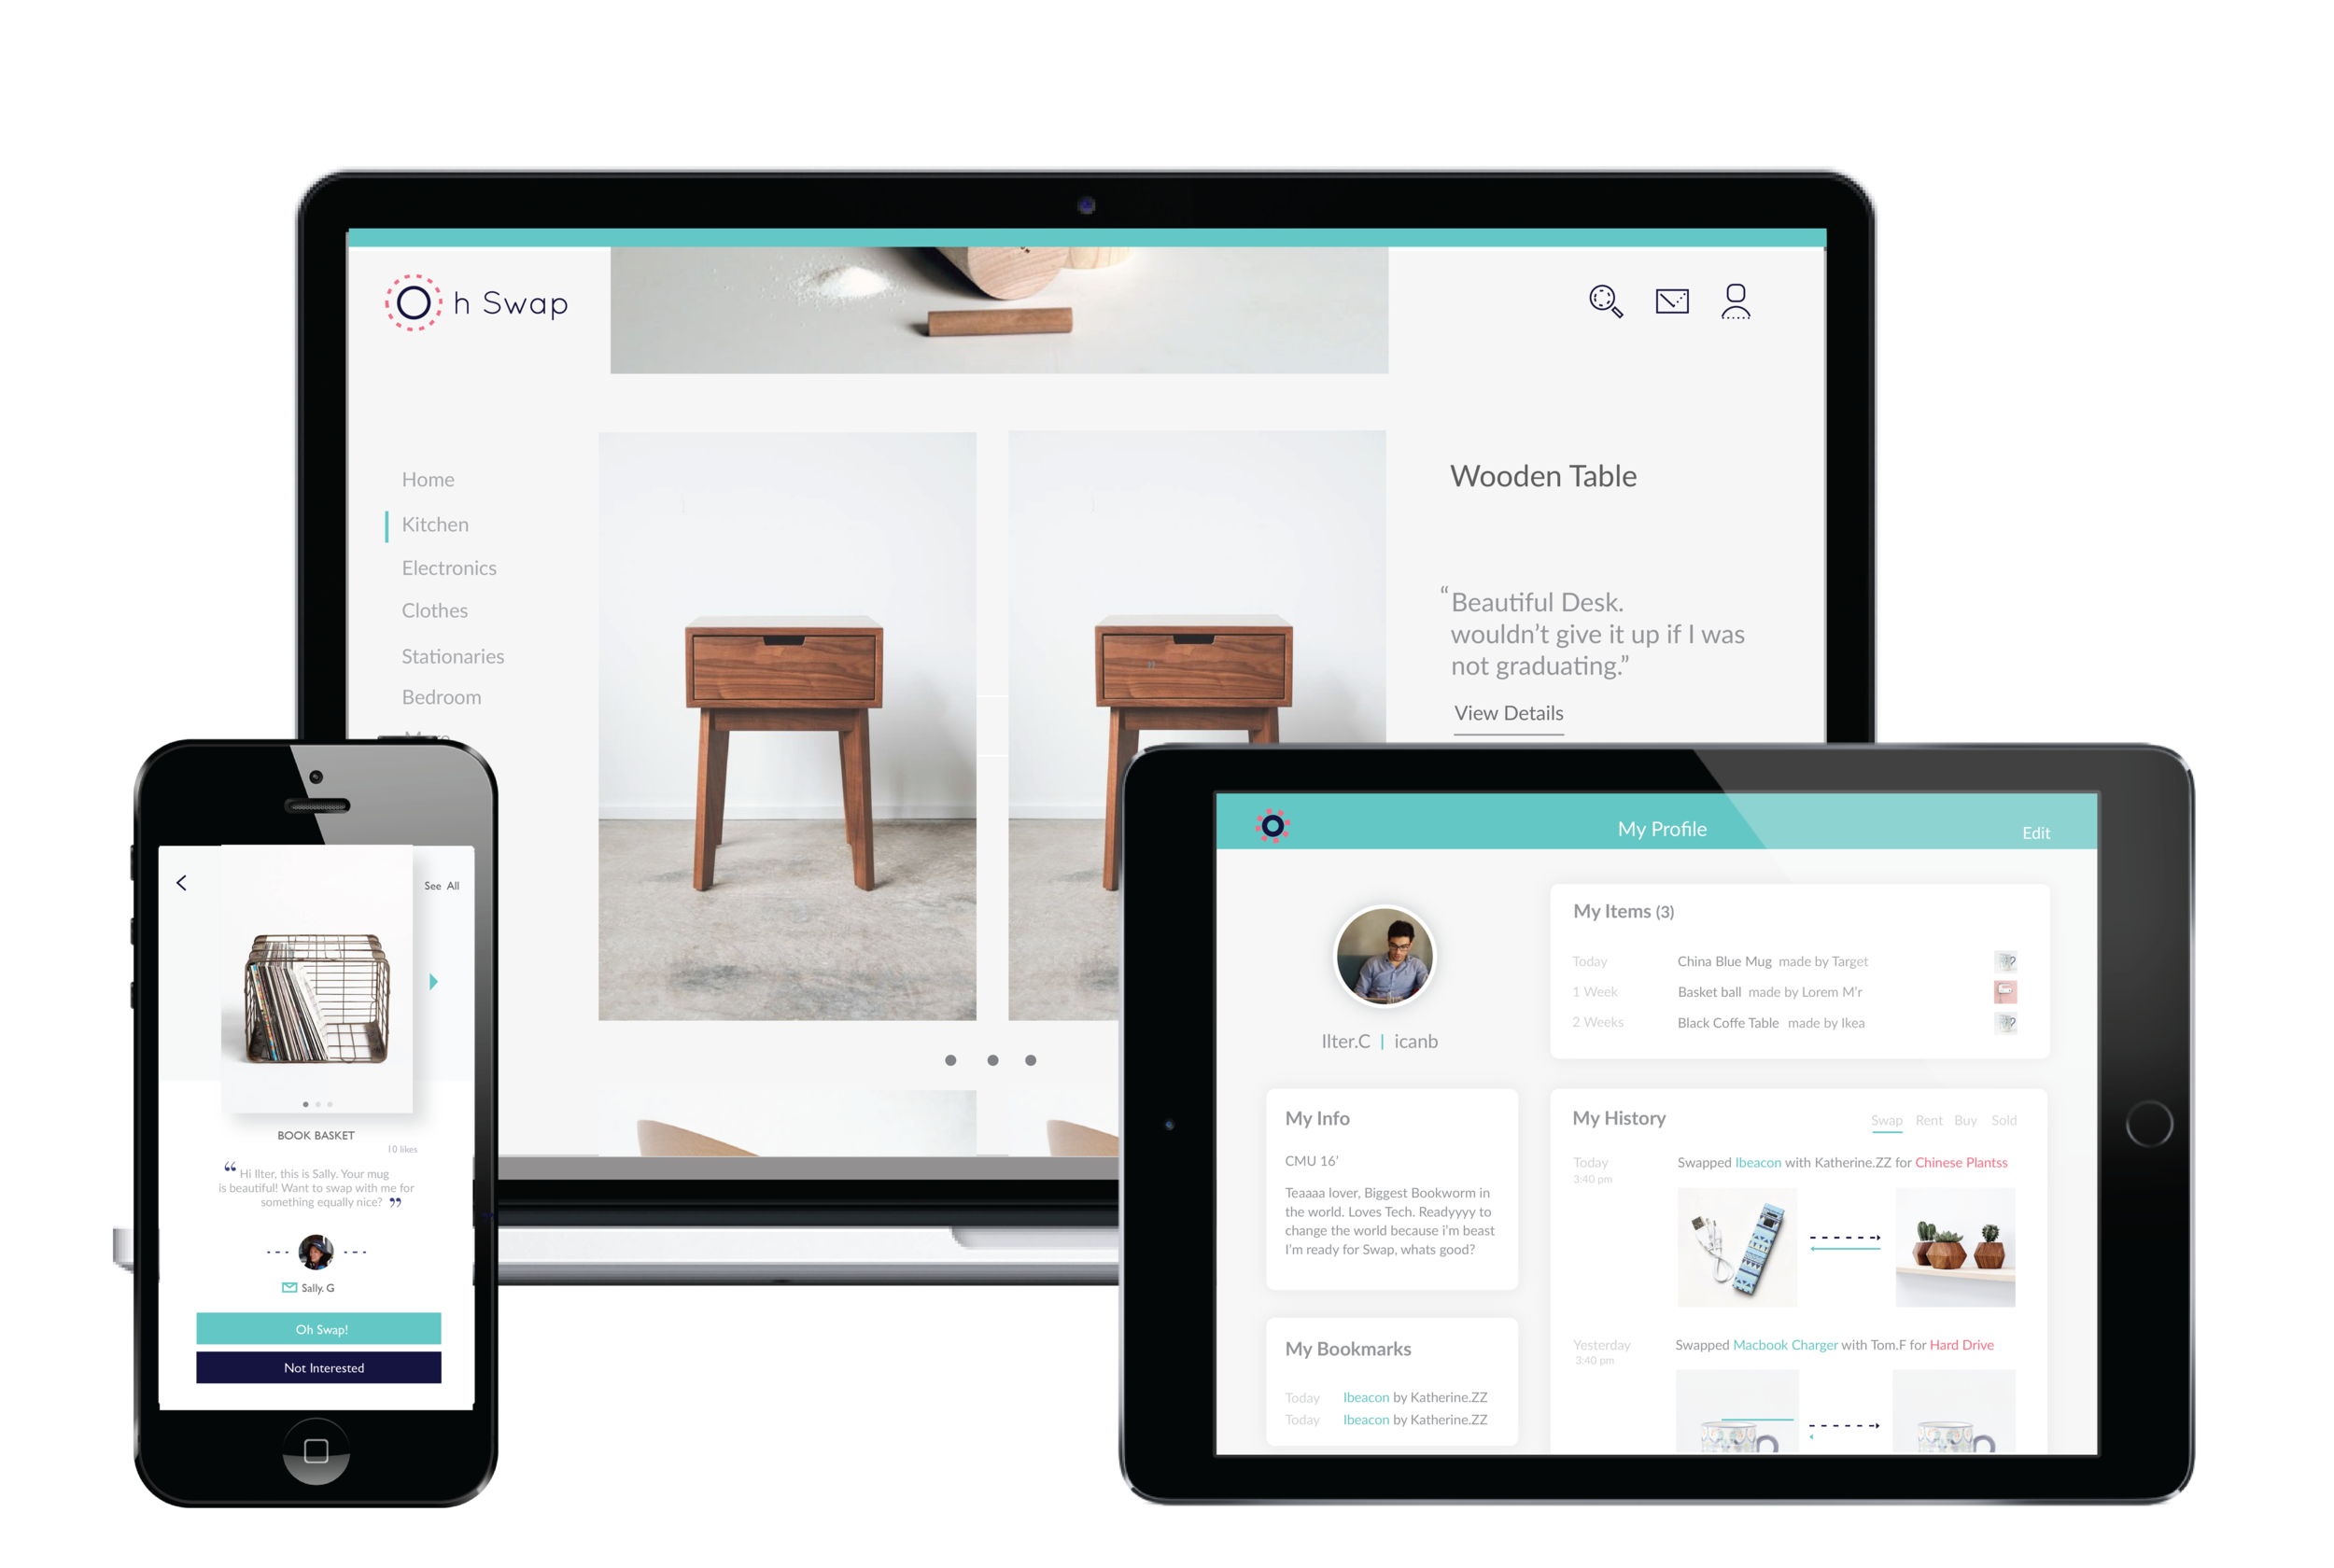 Oh Swap
Home
Kitchen
Electronics
Clothes
Stationaries
Bedroom
More
Wooden Table
“Beautiful Desk.
wouldn’t give it up if I was
not graduating.”
View Details
”
See All
BOOK BASKET
10 likes
“Hi Ilter, this is Sally. Your mug
is beautiful! Want to swap with me for
something equally nice? ”
Sally. G
Oh Swap!
Not Interested
My Profile
Edit
Ilter.C | icanb
My Items (3)
Today China Blue Mug made by Target
1 Week Basket ball made by Lorem M’r
2 Weeks Black Coffe Table made by Ikea
My Info
CMU 16’
Teaaaa lover, Biggest Bookworm in
the world. Loves Tech. Readyyyy to
change the world because i’m beast
I’m ready for Swap, whats good?
My Bookmarks
Today Ibeacon by Katherine.ZZ
Today Ibeacon by Katherine.ZZ
My History
Swap Rent Buy Sold
Today Swapped Ibeacon with Katherine.ZZ for Chinese Plantss
3:40 pm
Yesterday Swapped Macbook Charger with Tom.F for Hard Drive
3:40 pm